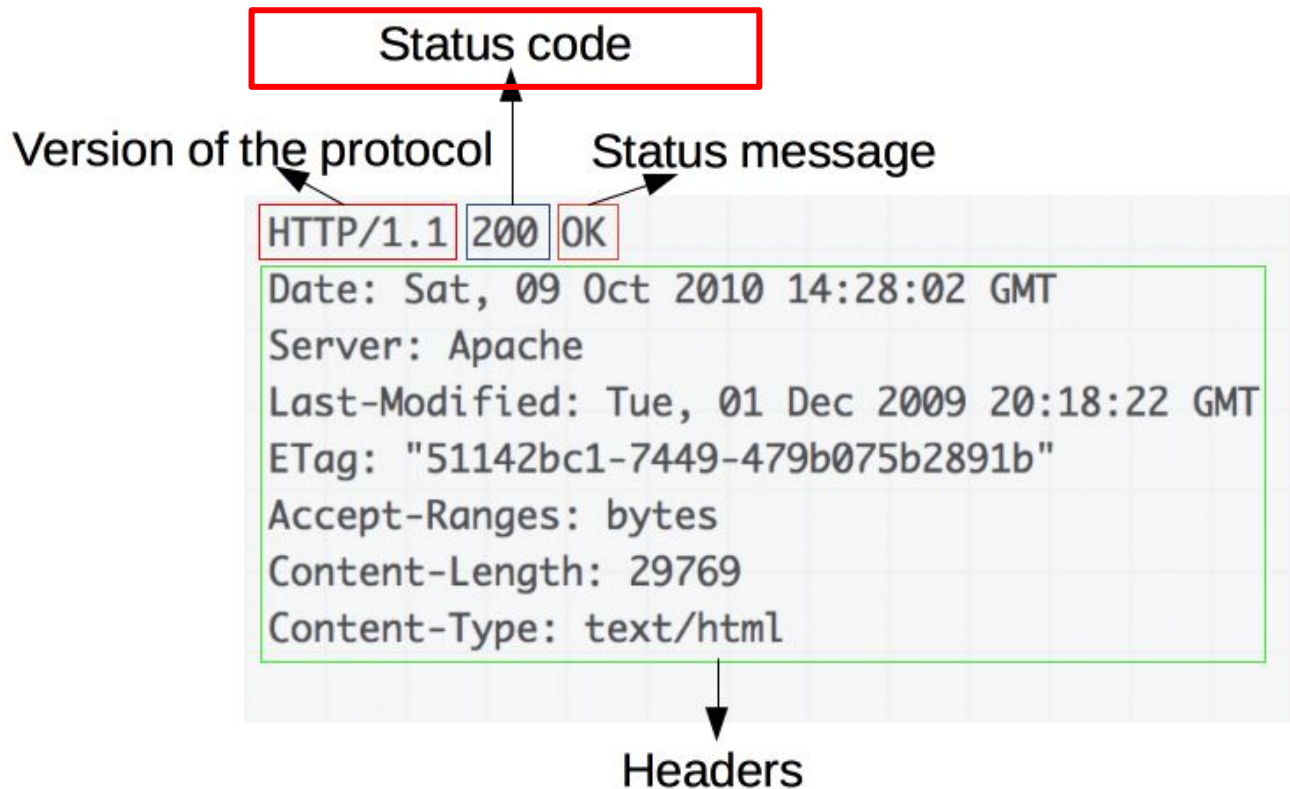 Status code
Version of the protocol
Status message
HTTP/1.1 200 OK
Date: Sat, 09 Oct 2010 14:28:02 GMT
Server: Apache
Last-Modified: Tue, 01 Dec 2009 20:18:22 GMT
ETag: "51142bc1-7449-479b075b2891b"
Accept-Ranges: bytes
Content-Length: 29769
Content-Type: text/html
Headers